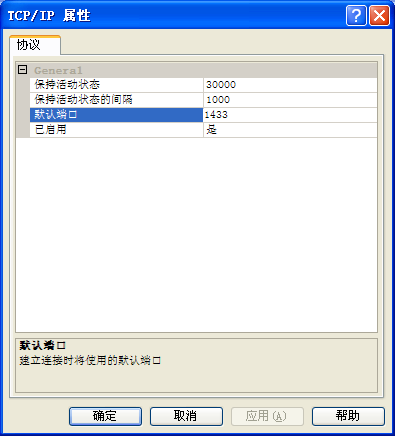 TCP/IP 属性
协议
General
保持活动状态 30000
保持活动状态的间隔 1000
默认端口 1433
已启用 是
默认端口
建立连接时将使用的默认端口
确定 取消 应用(A) 帮助